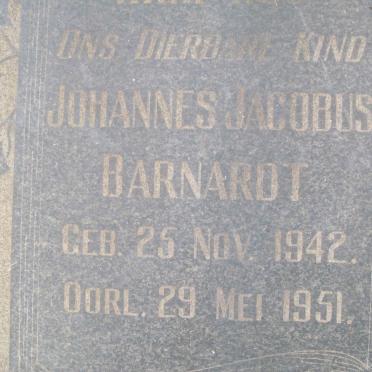 ONS DIERBARE KIND
JOHANNES JACOBUS
BARNARDT
GEB. 25 NOV. 1942.
OORL. 29 MEI 1951.